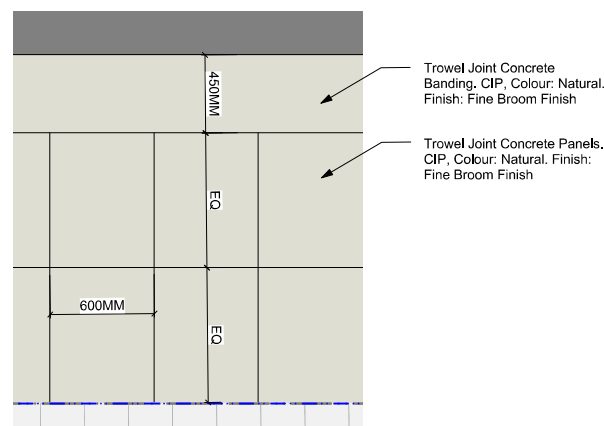 450MM
Trowel Joint Concrete
Banding. CIP, Colour: Natural.
Finish: Fine Broom Finish
Trowel Joint Concrete Panels.
CIP, Colour: Natural. Finish:
Fine Broom Finish
EQ
600MM
EQ